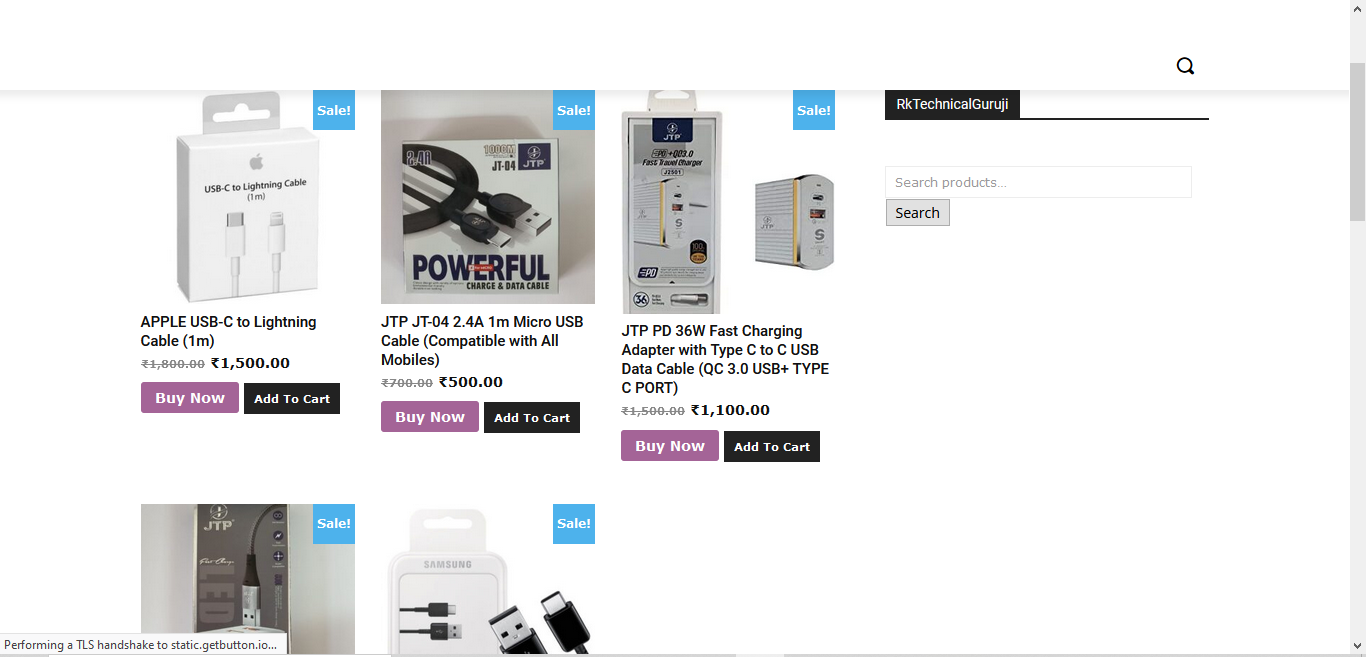 RkTechnicalGuruji
Search products...
Search
Sale!
USB-C to Lightning Cable
(1m)
APPLE USB-C to Lightning
Cable (1m)
₹1,800.00 ₹1,500.00
Buy Now
Add To Cart
Sale!
2.4A
1000M
JT-04
JTP
POWERFUL
CHARGE & DATA CABLE
JTP JT-04 2.4A 1m Micro USB
Cable (Compatible with All
Mobiles)
₹700.00 ₹500.00
Buy Now
Add To Cart
Sale!
JTP
PD +QC3.0
Fast Travel Charger
J2501
JTP
PD
36
JTP
JTP PD 36W Fast Charging
Adapter with Type C to C USB
Data Cable (QC 3.0 USB+ TYPE
C PORT)
₹1,500.00 ₹1,100.00
Buy Now
Add To Cart
Sale!
JTP
Sale!
SAMSUNG
Performing a TLS handshake to static.getbutton.io...